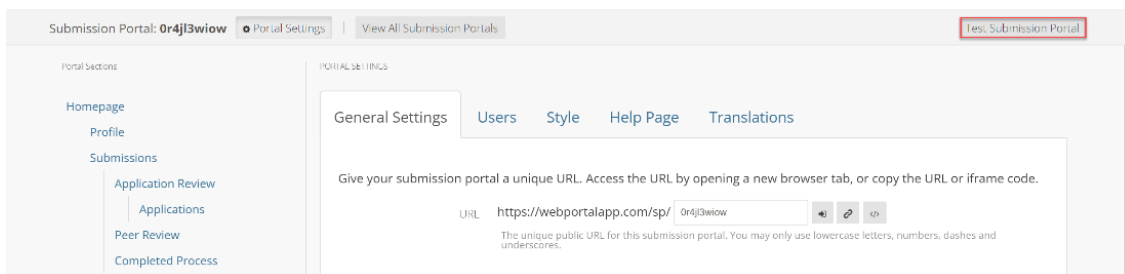 Submission Portal: 0r4jl3wiow Portal Settings View All Submission Portals Test Submission Portal
Portal Sections
Homepage
Profile
Submissions
Application Review
Applications
Peer Review
Completed Process
PORTAL SETTINGS
General Settings Users Style Help Page Translations
Give your submission portal a unique URL. Access the URL by opening a new browser tab, or copy the URL or iframe code.
URL https://webportalapp.com/sp/ 0r4jl3wiow </>
The unique public URL for this submission portal. You may only use lowercase letters, numbers, dashes and
underscores.